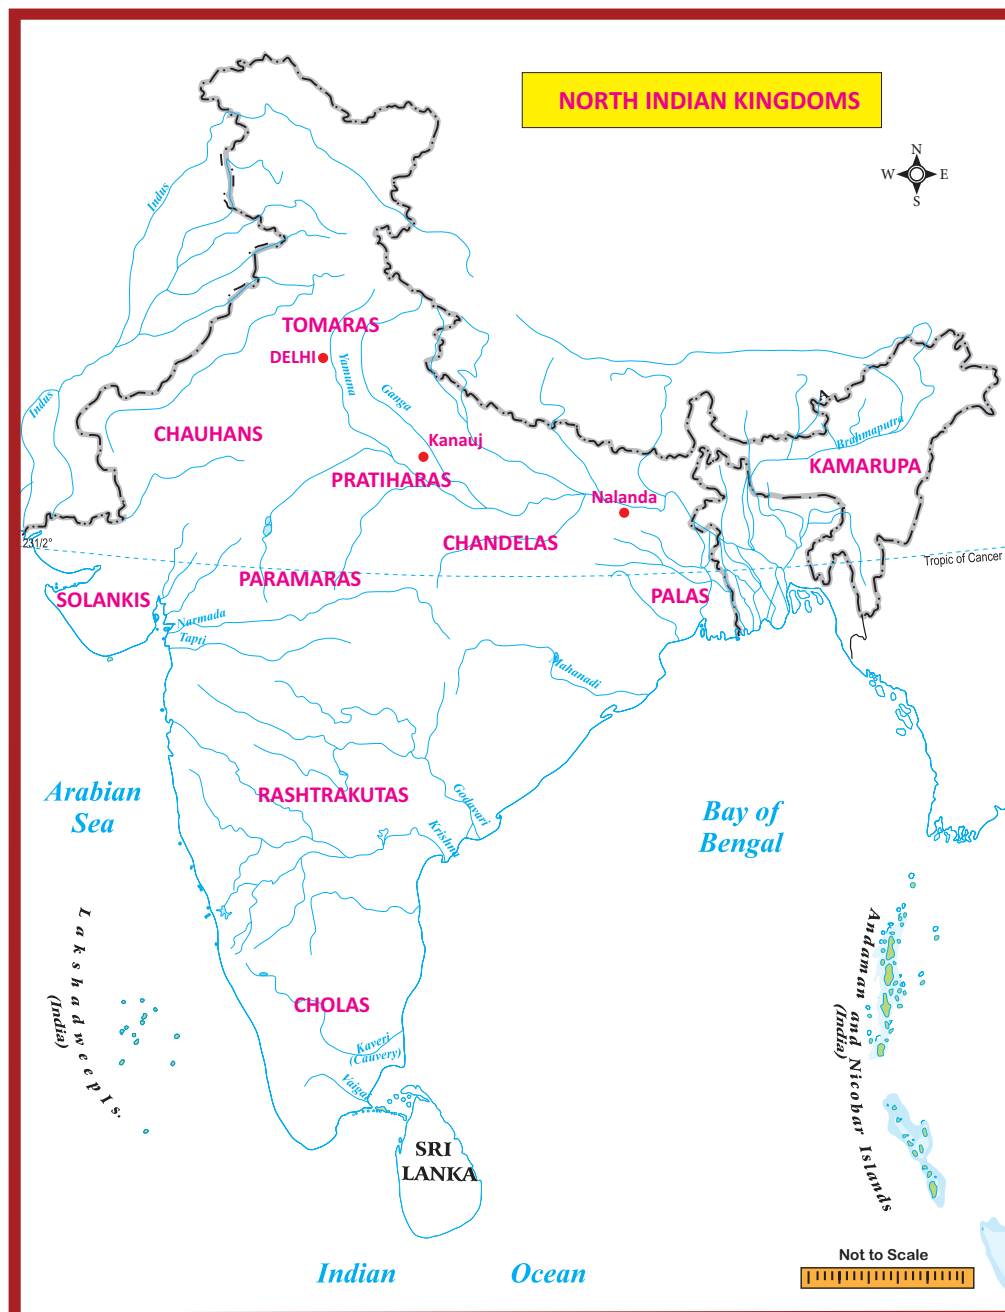 NORTH INDIAN KINGDOMS
N
W E
S
Indus
TOMARAS
DELHI
Yamuna
Ganga
Indus
CHAUHANS
Kanauj
Brahmaputra
KAMARUPA
PRATIHARAS
Nalanda
231/2°
CHANDELAS
Tropic of Cancer
PARAMARAS
SOLANKIS
PALAS
Narmada
Tapti
Mahanadi
Arabian
Sea
RASHTRAKUTAS
Godavari
Krishna
Bay of
Bengal
Lakshadweep Is.
(India)
Andaman and Nicobar Islands
(India)
CHOLAS
Kaveri
(Cauvery)
Vaigai
SRI
LANKA
Indian Ocean
Not to Scale